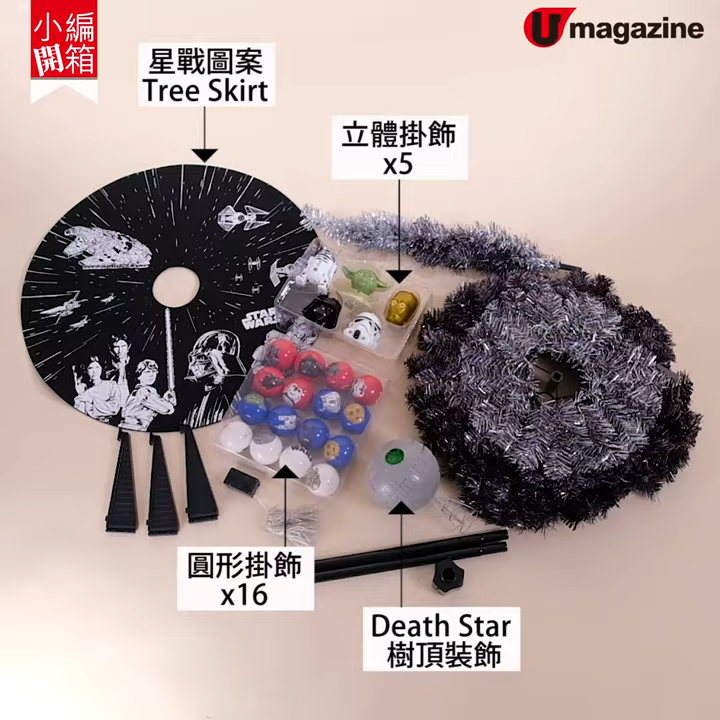 小編
開箱
U magazine
星戰圖案
Tree Skirt
立體掛飾
x5
STAR
WARS
圓形掛飾
x16
Death Star
樹頂裝飾